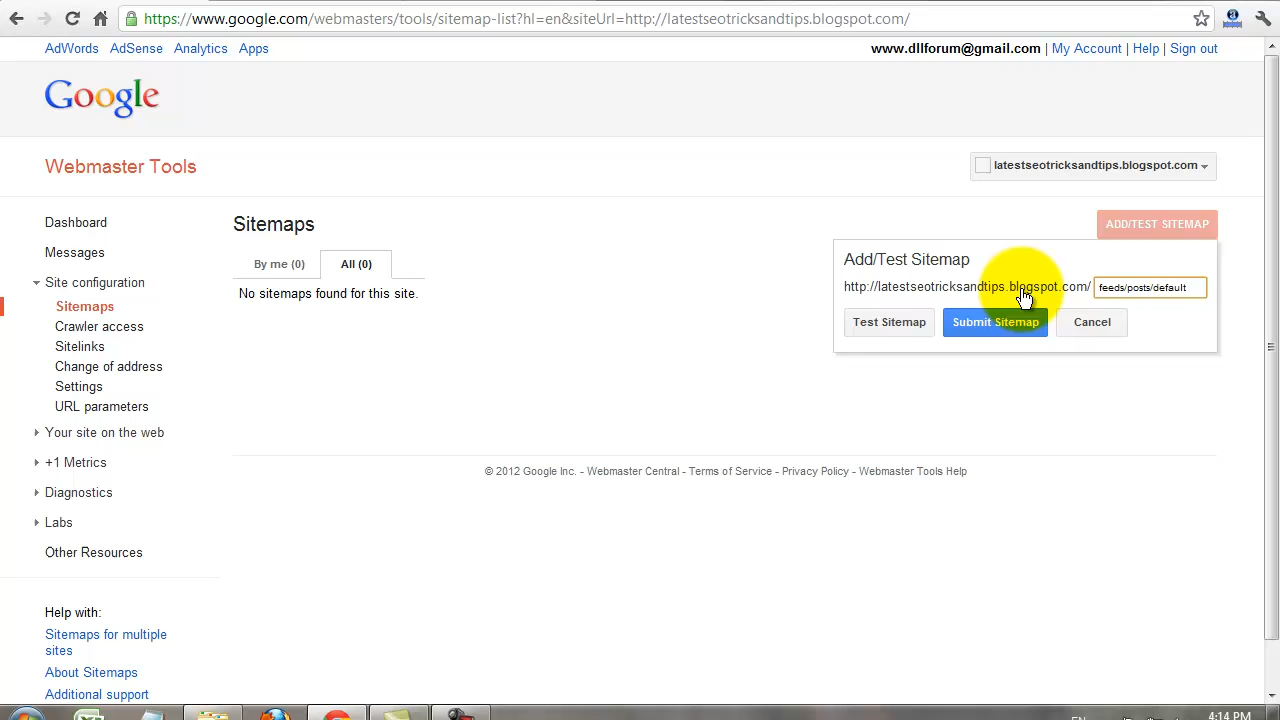 https://www.google.com/webmasters/tools/sitemap-list?hl=en&siteUrl=http://latestseotricksandtips.blogspot.com/
AdWords AdSense Analytics Apps
www.dllforum@gmail.com | My Account | Help | Sign out
Google
Webmaster Tools
latestseotricksandtips.blogspot.com
Dashboard
Messages
Site configuration
Sitemaps
Crawler access
Sitelinks
Change of address
Settings
URL parameters
Your site on the web
+1 Metrics
Diagnostics
Labs
Other Resources
Help with:
Sitemaps for multiple
sites
About Sitemaps
Additional support
Sitemaps
By me (0) All (0)
No sitemaps found for this site.
ADD/TEST SITEMAP
Add/Test Sitemap
http://latestseotricksandtips.blogspot.com/ feeds/posts/default
Test Sitemap Submit Sitemap Cancel
© 2012 Google Inc. - Webmaster Central - Terms of Service - Privacy Policy - Webmaster Tools Help
EN 4:14 PM